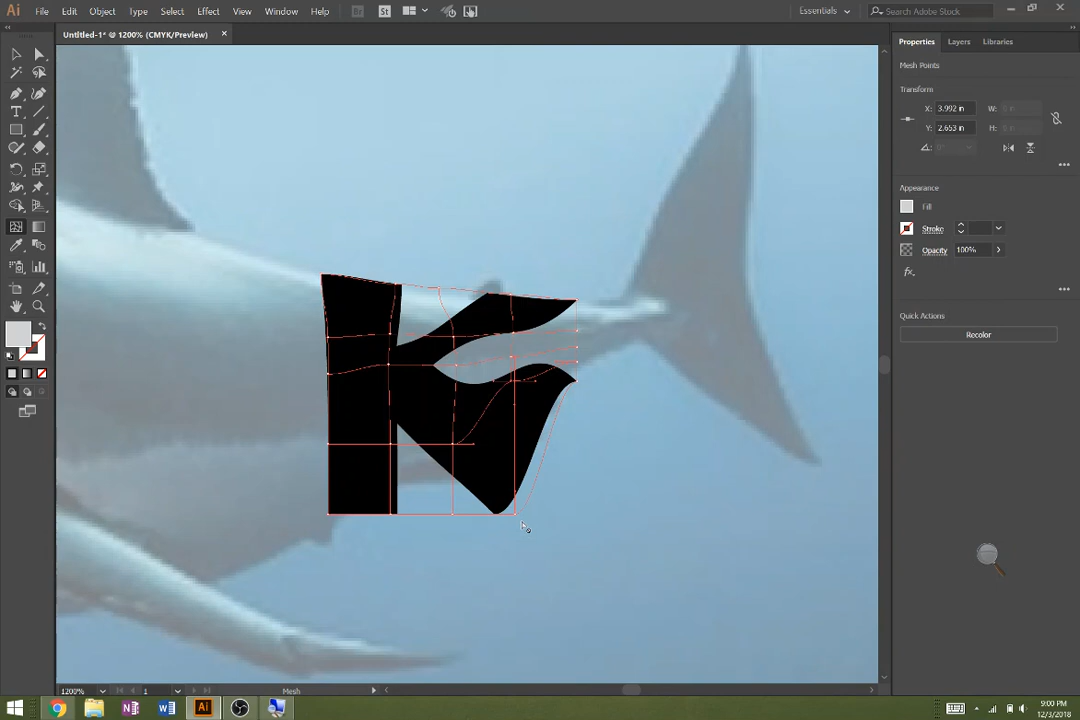 Ai File Edit Object Type Select Effect View Window Help Br St Essentials Search Adobe Stock
Untitled-1* @ 1200% (CMYK/Preview) ×
Properties Layers Libraries
Mesh Points
Transform
X: 3.992 in W:
Y: 2.653 in H:
Appearance
Fill
Stroke
Opacity 100%
fx
Quick Actions
Recolor
K
1200% 1 Mesh
9:00 PM
12/3/2018